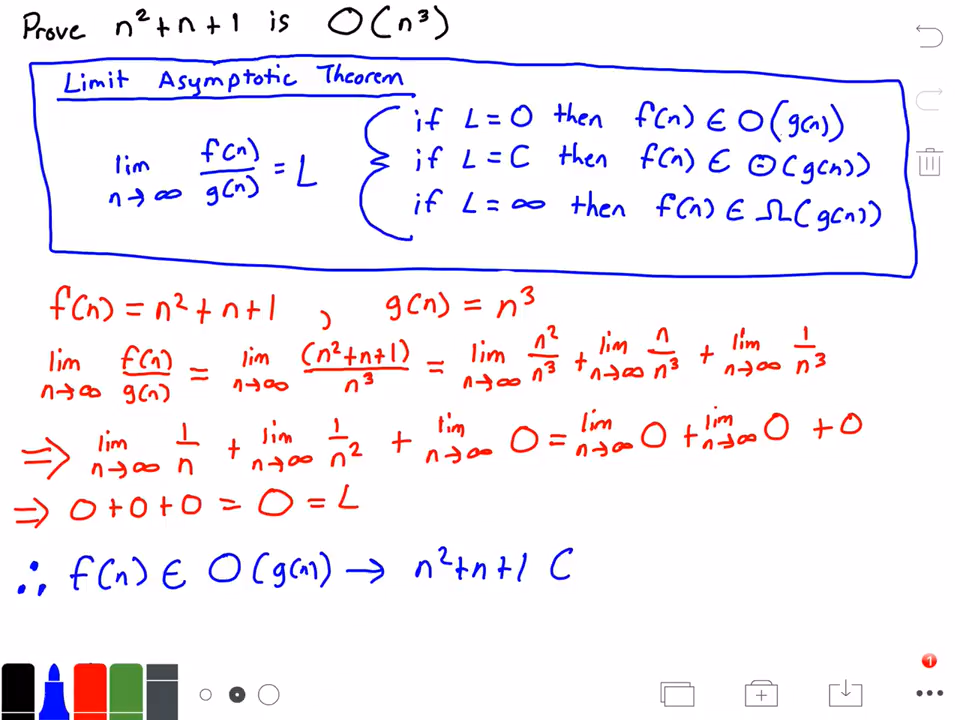 Prove n² + n + 1 is O(n³)
Limit Asymptotic Theorem
lim n→∞ f(n)/g(n) = L
if L = 0 then f(n) ∈ O(g(n))
if L = C then f(n) ∈ Θ(g(n))
if L = ∞ then f(n) ∈ Ω(g(n))
f(n) = n² + n + 1 , g(n) = n³
lim n→∞ f(n)/g(n) = lim n→∞ (n²+n+1)/n³ = lim n→∞ n²/n³ + lim n→∞ n/n³ + lim n→∞ 1/n³
⇒ lim n→∞ 1/n + lim n→∞ 1/n² + lim n→∞ 0 = lim n→∞ 0 + lim n→∞ 0 + 0
⇒ 0 + 0 + 0 = 0 = L
∴ f(n) ∈ O(g(n)) → n² + n + 1 C
1